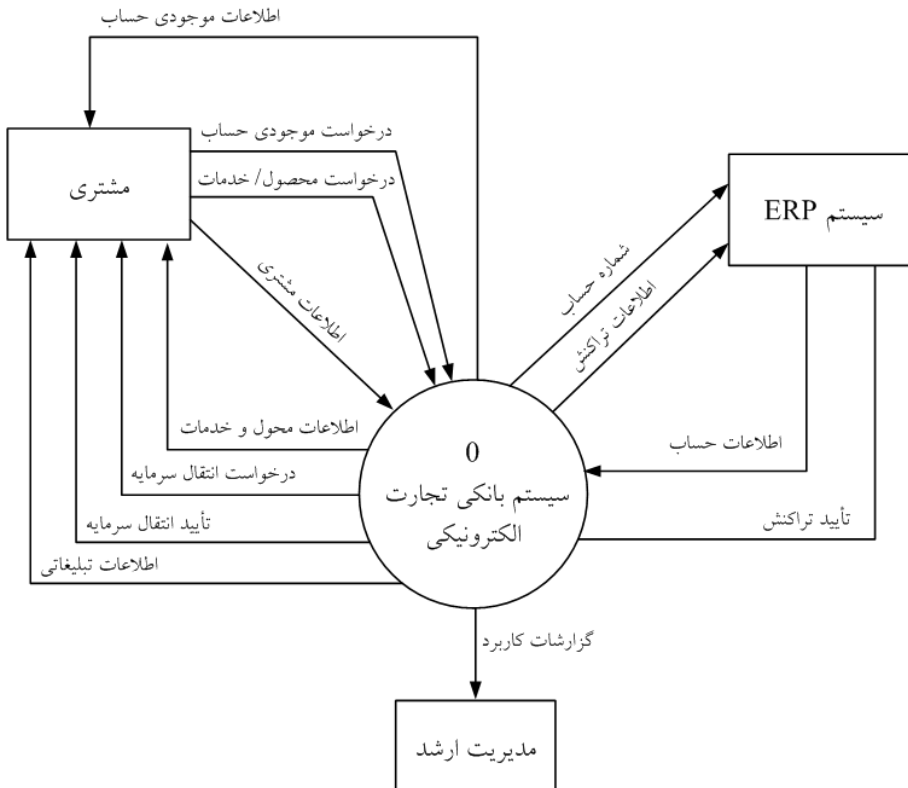 اطلاعات موجودی حساب
درخواست موجودی حساب
مشتری
درخواست محصول/ خدمات
سیستم ERP
شماره حساب
اطلاعات مشتری
اطلاعات تراکنش
اطلاعات محول و خدمات
0
اطلاعات حساب
درخواست انتقال سرمایه
سیستم بانکی تجارت
الکترونیکی
تأیید انتقال سرمایه
تأیید تراکنش
اطلاعات تبلیغاتی
گزارشات کاربرد
مدیریت ارشد